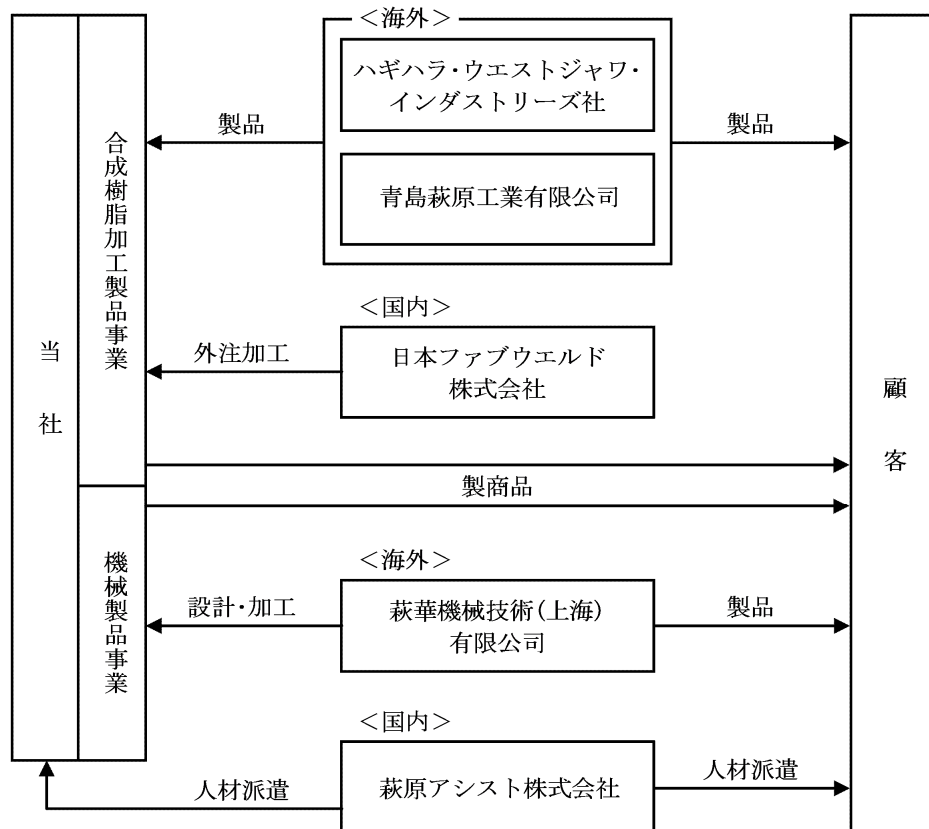 当社
合成樹脂加工製品事業
機械製品事業
<海外>
ハギハラ・ウエストジャワ・
インダストリーズ社
青島萩原工業有限公司
製品
製品
<国内>
日本ファブウエルド
株式会社
外注加工
製商品
<海外>
萩華機械技術(上海)
有限公司
設計・加工
製品
<国内>
萩原アシスト株式会社
人材派遣
人材派遣
顧客